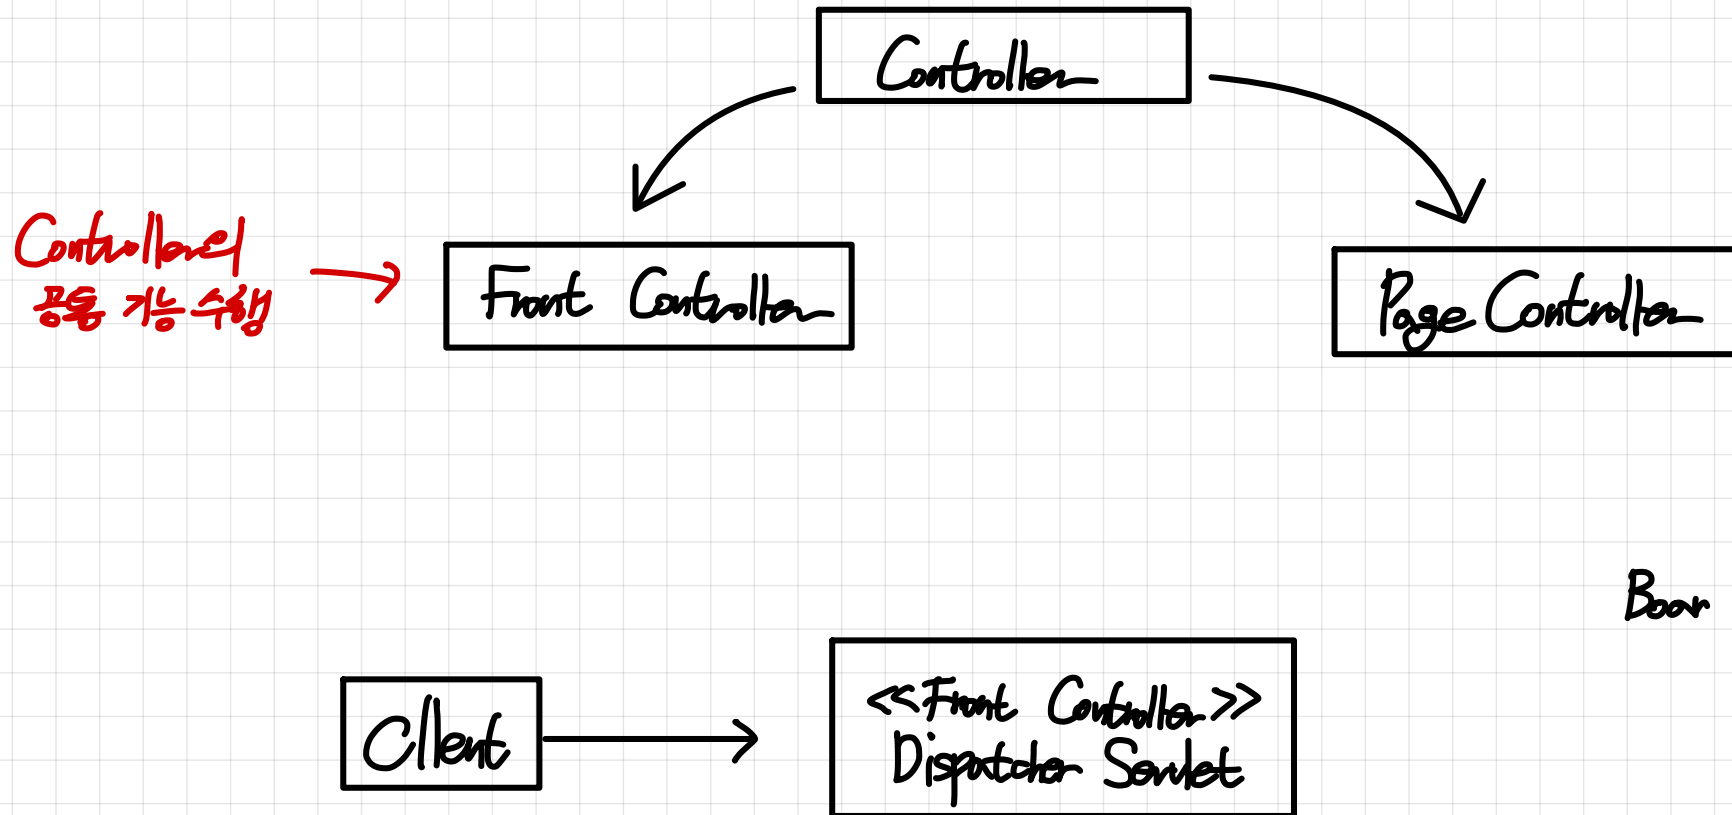 Controller
Controller의
공통 기능 수행
Front Controller
Page Controller
Boar
Client
<<Front Controller>>
Dispatcher Servlet